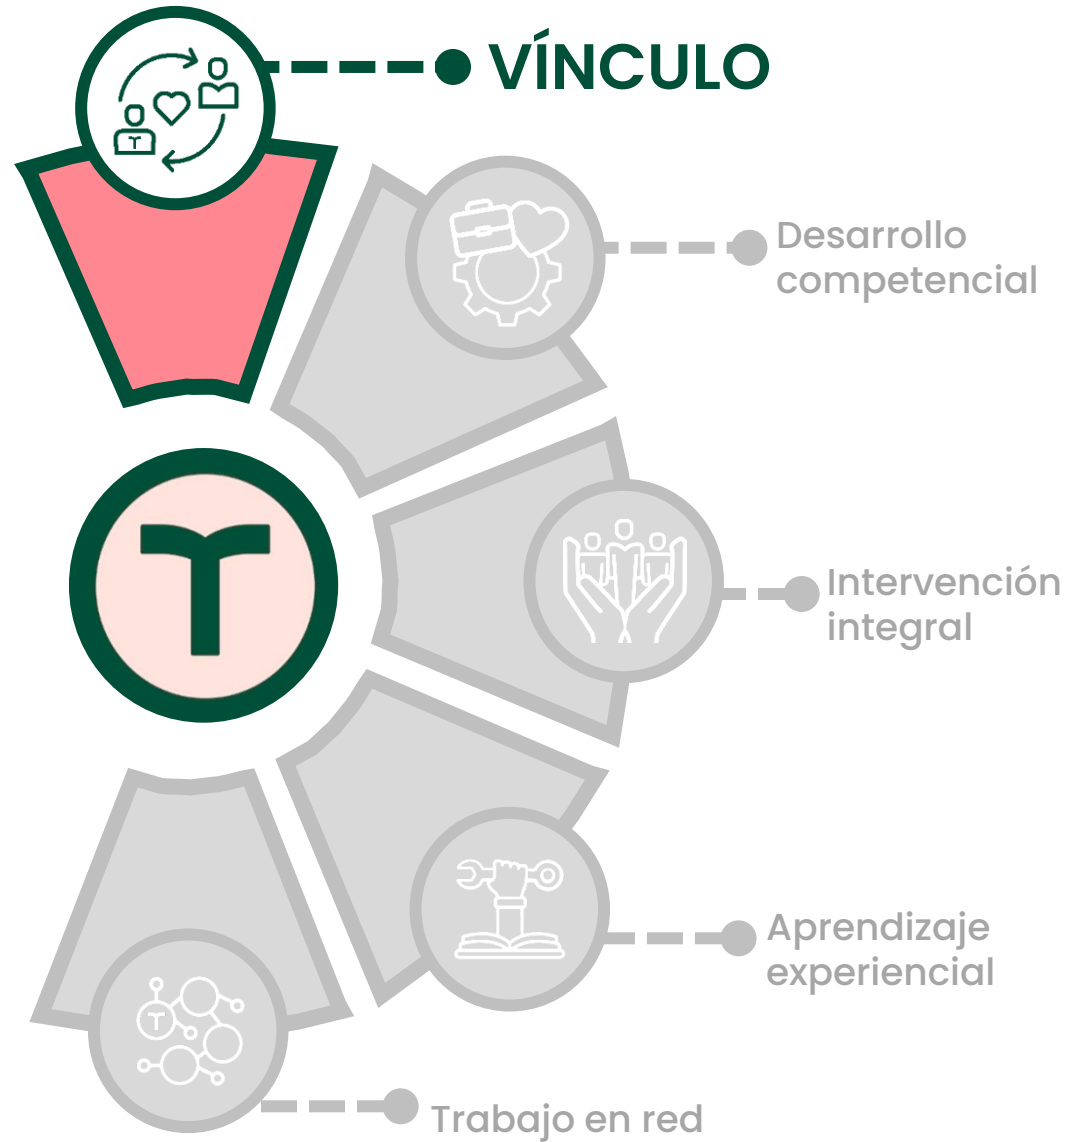 VÍNCULO
Desarrollo
competencial
T
Intervención
integral
Aprendizaje
experiencial
T
Trabajo en red